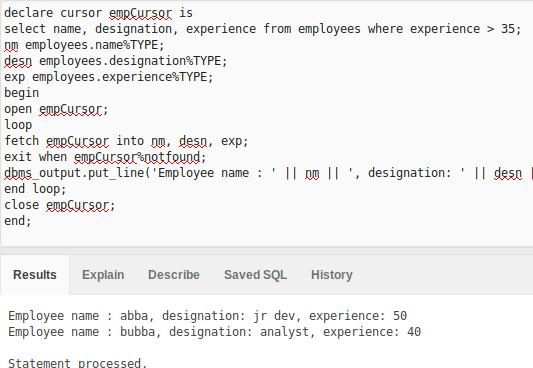 declare cursor empCursor is
select name, designation, experience from employees where experience > 35;
nm employees.name%TYPE;
desn employees.designation%TYPE;
exp employees.experience%TYPE;
begin
open empCursor;
loop
fetch empCursor into nm, desn, exp;
exit when empCursor%notfound;
dbms_output.put_line('Employee name : ' || nm || ', designation: ' || desn |
end loop;
close empCursor;
end;
Results Explain Describe Saved SQL History
Employee name : abba, designation: jr dev, experience: 50
Employee name : bubba, designation: analyst, experience: 40
Statement processed.